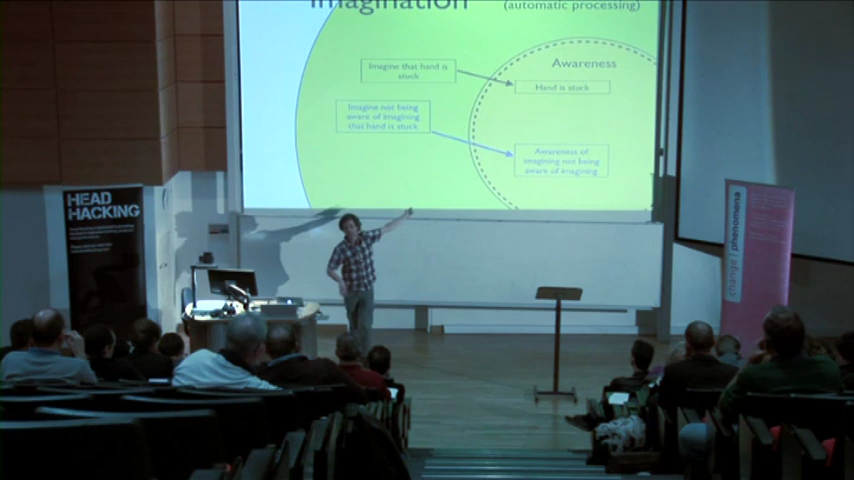 Imagination
(automatic processing)
Awareness
Imagine that hand is
stuck
Hand is stuck
Imagine not being
aware of imagining
that hand is stuck
Awareness of
imagining not being
aware of imagining
HEAD
HACKING
change | phenomena